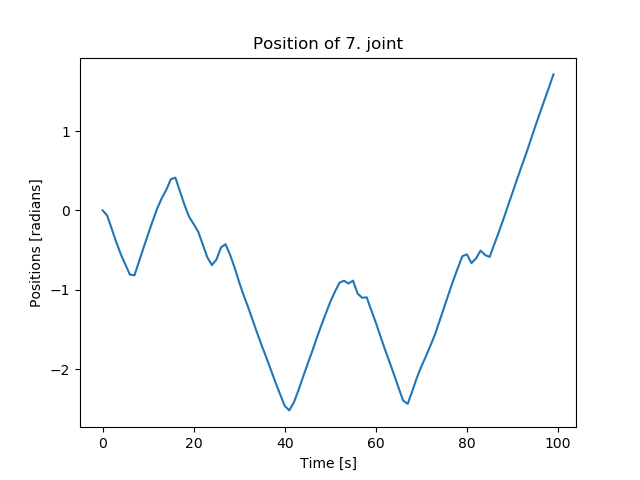 Position of 7. joint
1
0
−1
−2
Positions [radians]
0 20 40 60 80 100
Time [s]